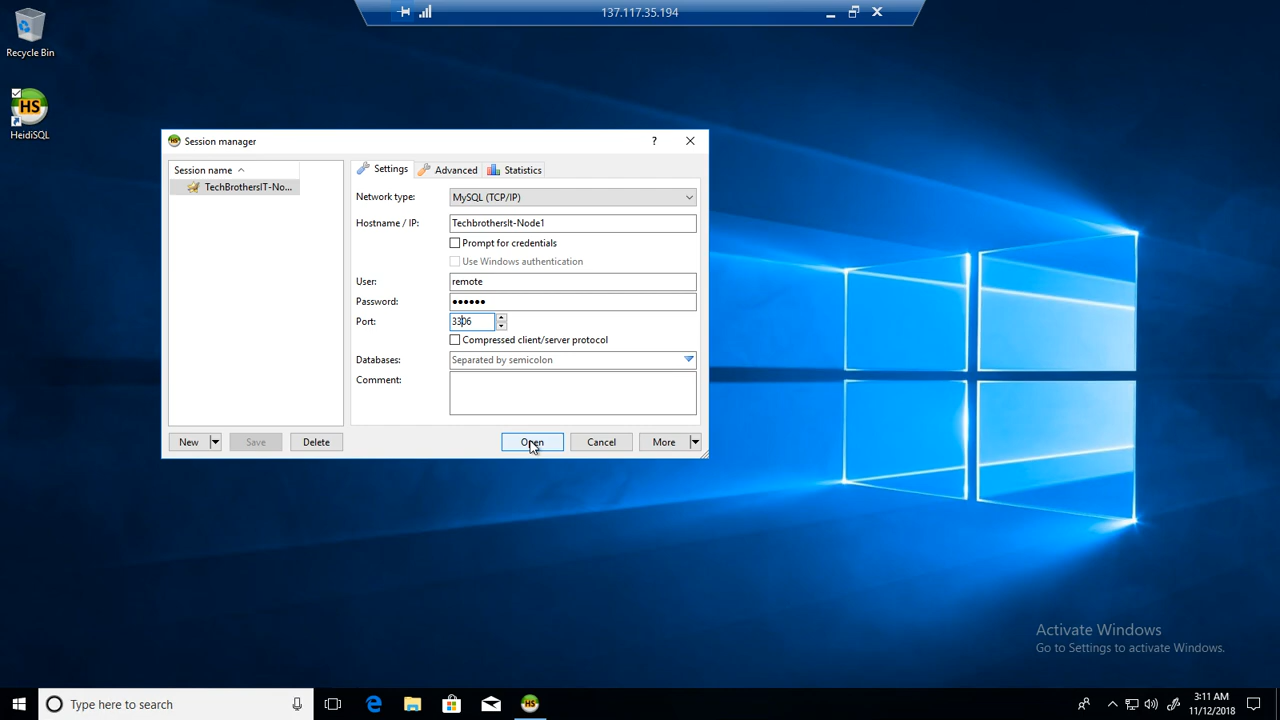 137.117.35.194
Recycle Bin
HS
HeidiSQL
Session manager
?
Session name
TechBrothersIT-No...
Settings
Advanced
Statistics
Network type:
MySQL (TCP/IP)
Hostname / IP:
TechbrothersIt-Node1
Prompt for credentials
Use Windows authentication
User:
remote
Password:
••••••
Port:
3306
Compressed client/server protocol
Databases:
Separated by semicolon
Comment:
New
Save
Delete
Open
Cancel
More
Activate Windows
Go to Settings to activate Windows.
Type here to search
HS
3:11 AM
11/12/2018